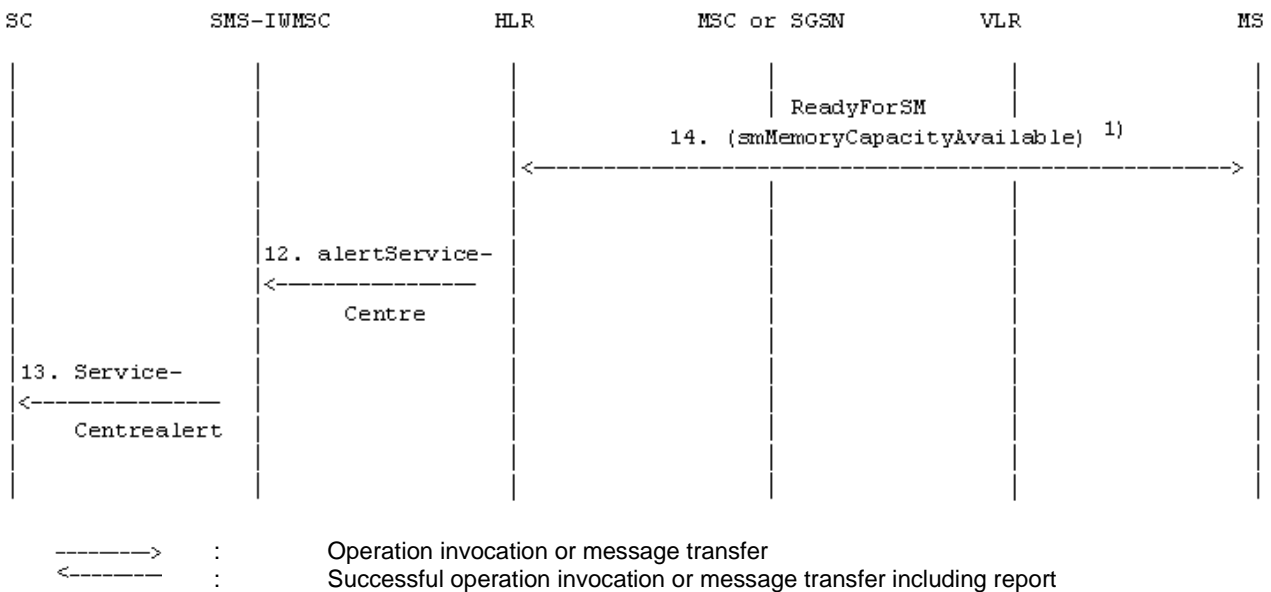 SC SMS-IWMSC HLR MSC or SGSN VLR MS
ReadyForSM
14. (smMemoryCapacityAvailable) 1)
12. alertService-
Centre
13. Service-
Centrealert
: Operation invocation or message transfer
: Successful operation invocation or message transfer including report